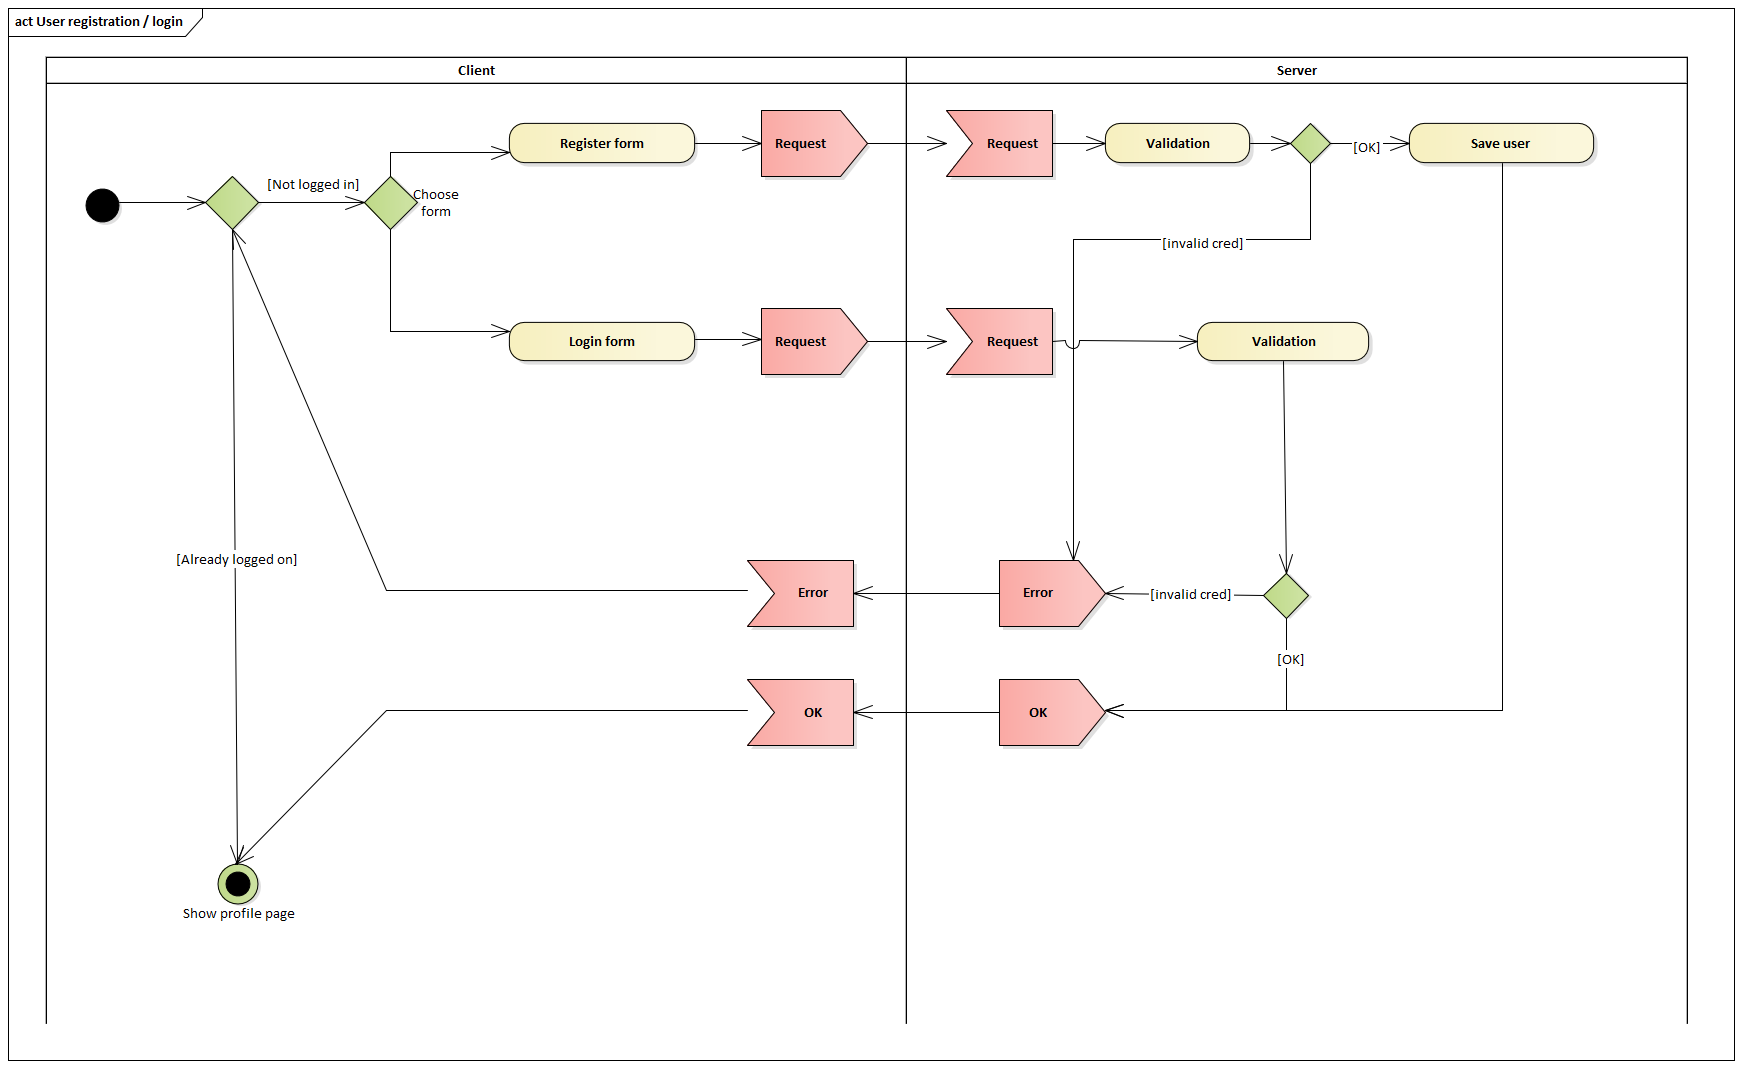 act User registration / login
Client
Server
Register form
Request
Request
Validation
[OK]
Save user
[Not logged in]
Choose
form
[invalid cred]
Login form
Request
Request
Validation
[Already logged on]
Error
Error
[invalid cred]
[OK]
OK
OK
Show profile page